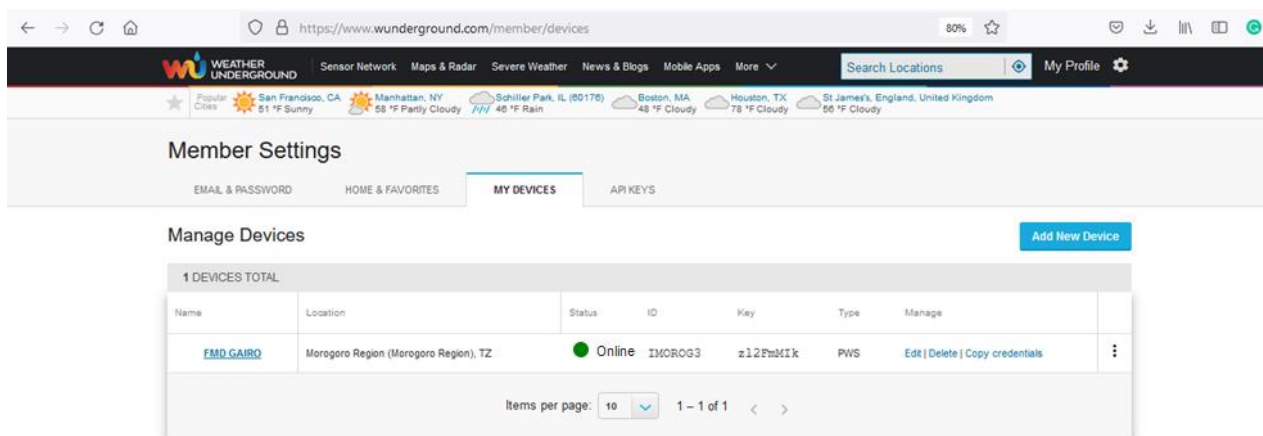 https://www.wunderground.com/member/devices 80%
WEATHER UNDERGROUND Sensor Network Maps & Radar Severe Weather News & Blogs Mobile Apps More Search Locations My Profile
Popular Cities San Francisco, CA 51 °F Sunny Manhattan, NY 58 °F Partly Cloudy Schiller Park, IL (60176) 46 °F Rain Boston, MA 48 °F Cloudy Houston, TX 78 °F Cloudy St James's, England, United Kingdom 56 °F Cloudy
Member Settings
EMAIL & PASSWORD HOME & FAVORITES MY DEVICES API KEYS
Manage Devices Add New Device
1 DEVICES TOTAL
Name Location Status ID Key Type Manage
FMD GAIRO Morogoro Region (Morogoro Region), TZ Online IMOROG3 zl2FmMIk PWS Edit | Delete | Copy credentials
Items per page: 10 1 – 1 of 1